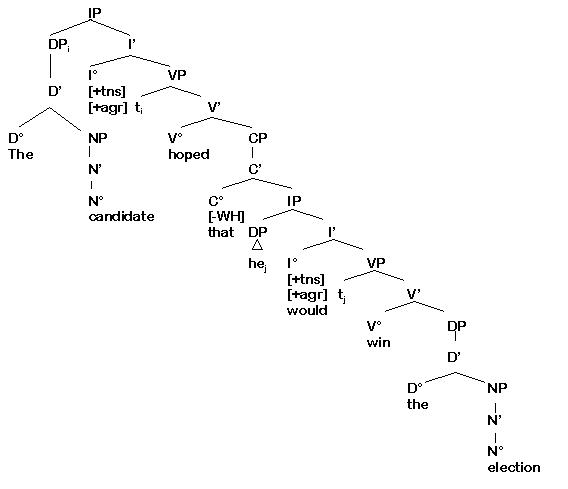 IP
DPi I'
I° VP
D' [+tns]
[+agr] ti V'
D° NP V° CP
The hoped
N' C'
N° C° IP
candidate [-WH]
that DP I'
hej I° VP
[+tns]
[+agr] tj V'
would
V° DP
win
D'
D° NP
the
N'
N°
election